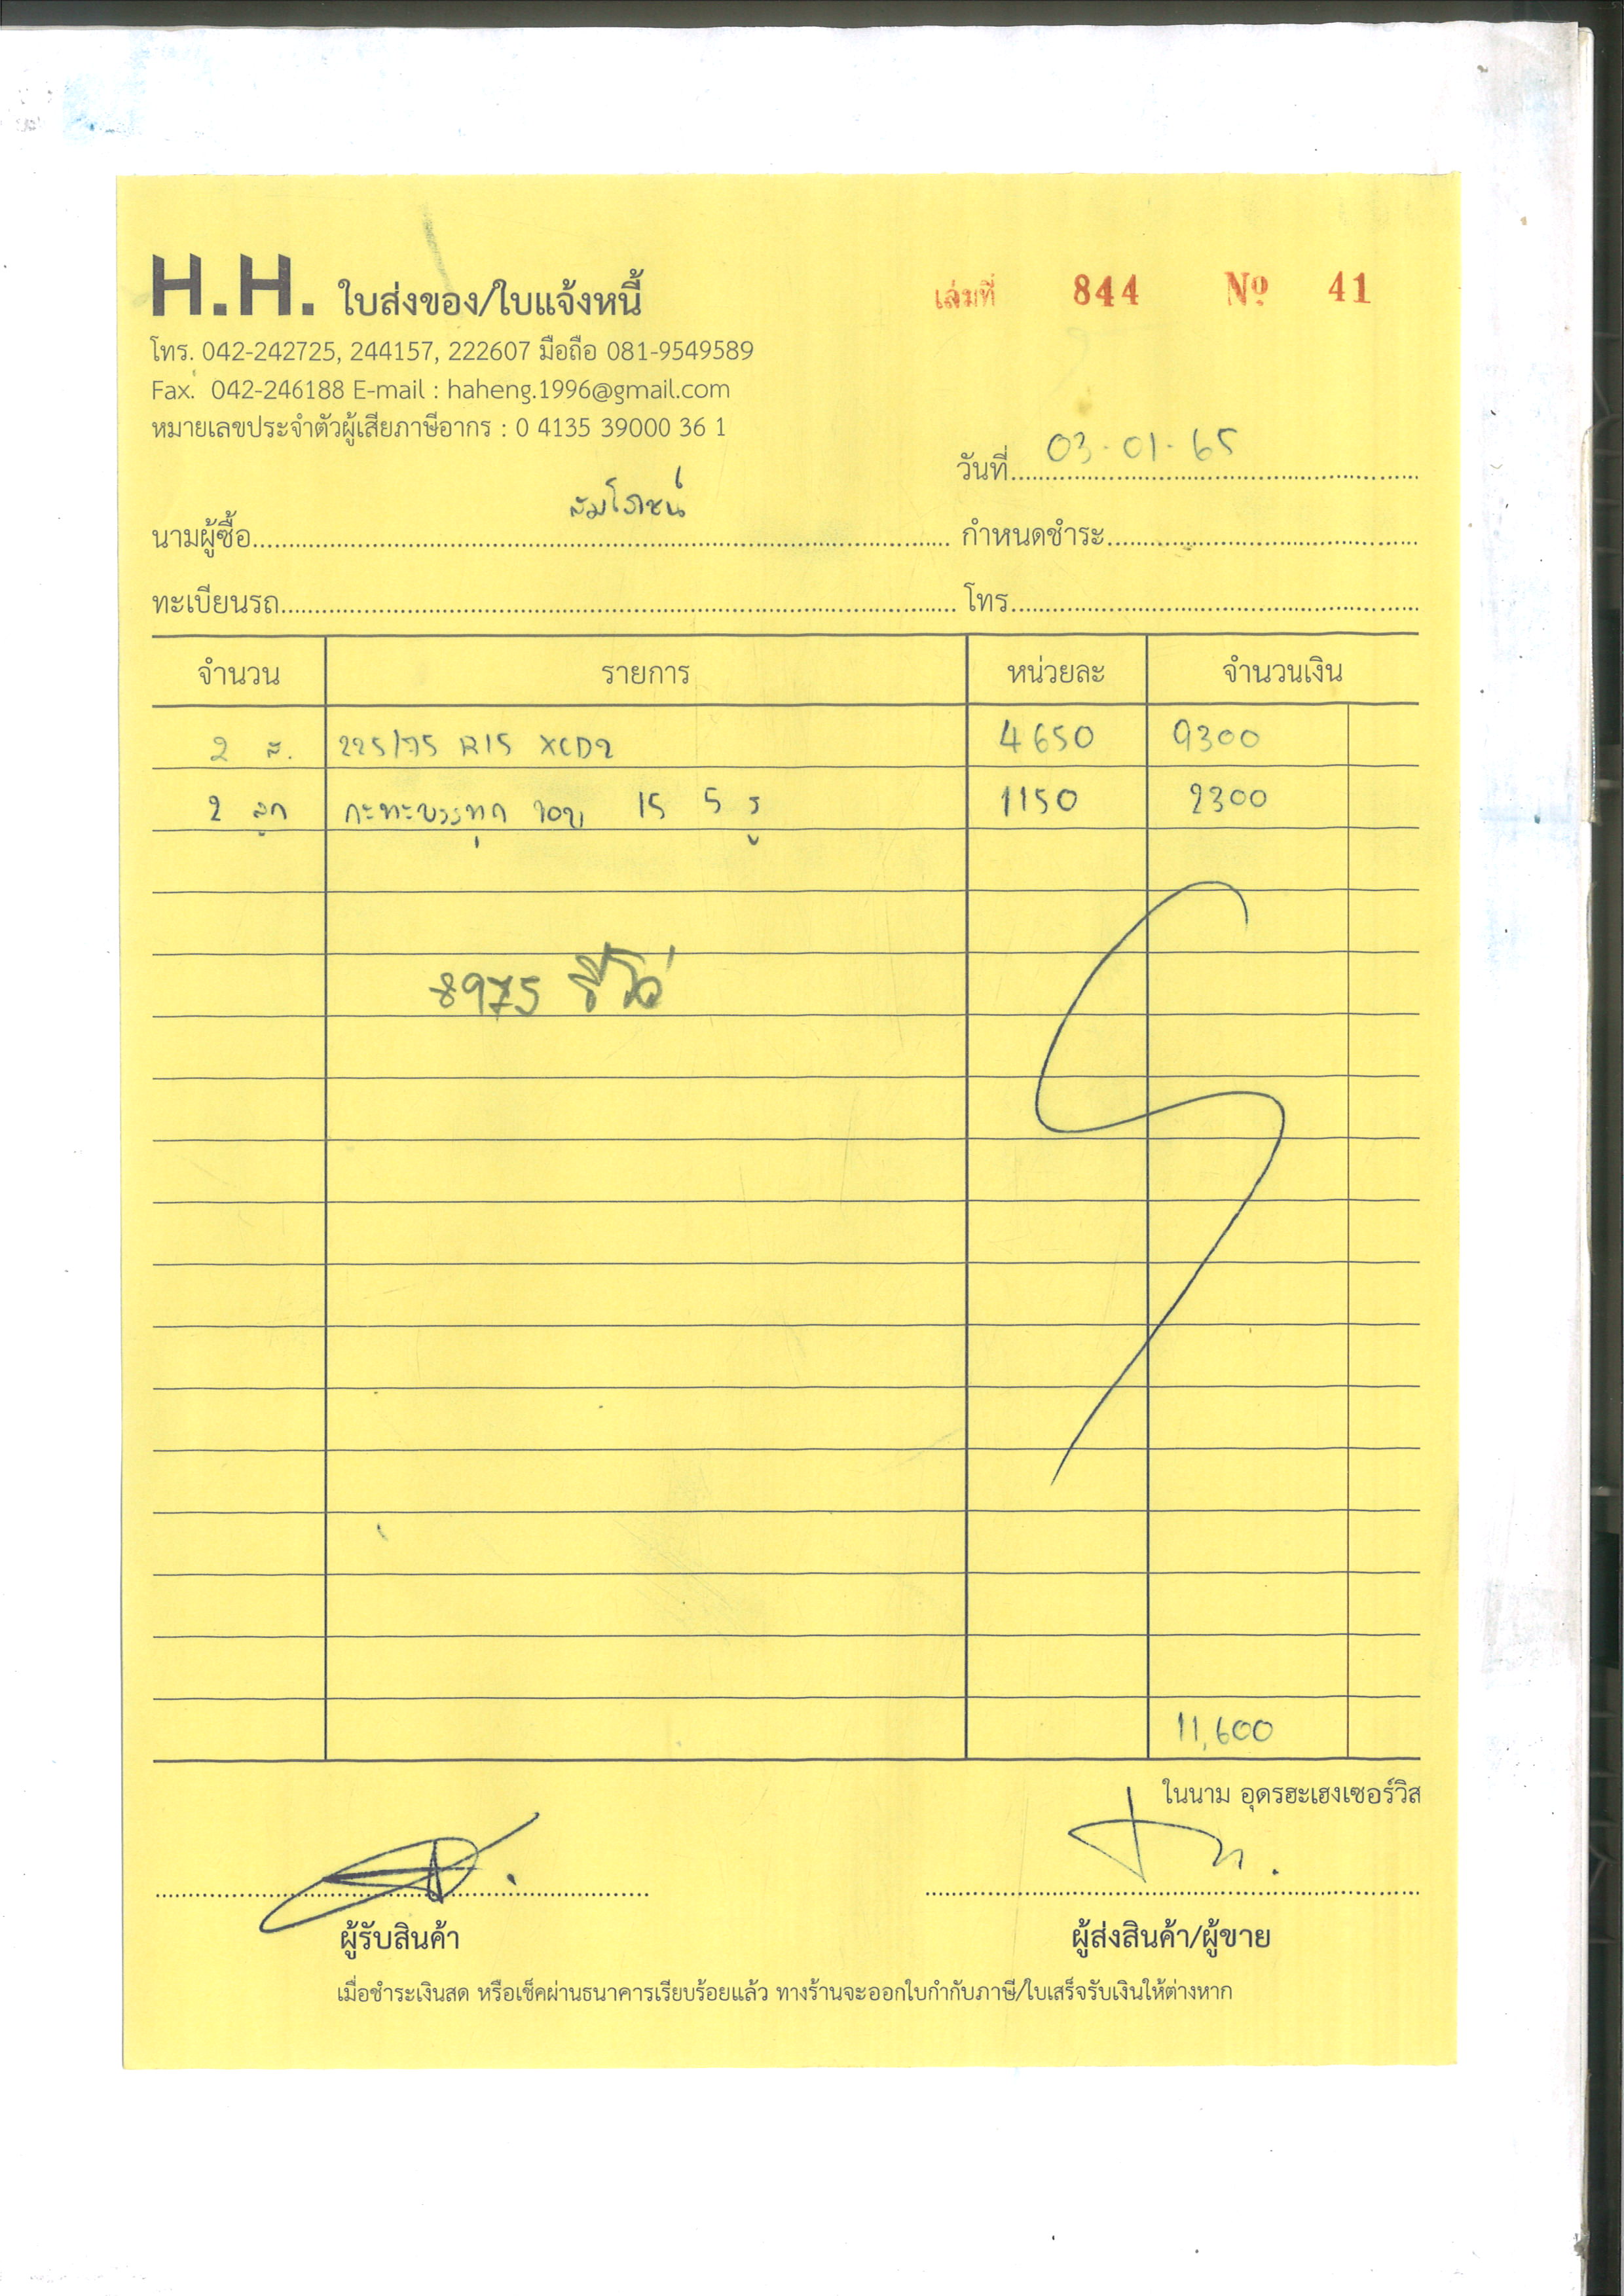 H.H. ใบส่งของ/ใบแจ้งหนี้
เล่มที่ 844 № 41
โทร. 042-242725, 244157, 222607 มือถือ 081-9549589
Fax. 042-246188 E-mail : haheng.1996@gmail.com
หมายเลขประจำตัวผู้เสียภาษีอากร : 0 4135 39000 36 1
วันที่ 03-01-65
นามผู้ซื้อ สัมโภชน์ กำหนดชำระ
ทะเบียนรถ โทร.
จำนวน รายการ หน่วยละ จำนวนเงิน
2 ส. 225/75 R15 XCD2 4650 9300
2 ลูก กะทะบรรทุก 15 5 รู 1150 2300
8975
11,600
ในนาม อุดรฮะเฮงเซอร์วิส
ผู้รับสินค้า ผู้ส่งสินค้า/ผู้ขาย
เมื่อชำระเงินสด หรือเช็คผ่านธนาคารเรียบร้อยแล้ว ทางร้านจะออกใบกำกับภาษี/ใบเสร็จรับเงินให้ต่างหาก